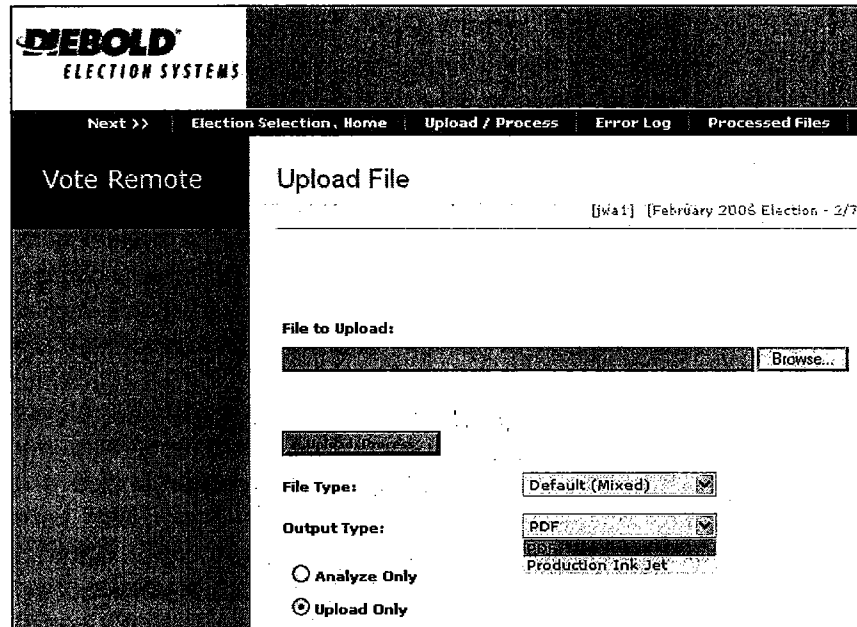 DIEBOLD
ELECTION SYSTEMS
Next >> Election Selection, Home Upload / Process Error Log Processed Files
Vote Remote
Upload File
[jwa1] [February 2006 Election - 2/7
File to Upload:
Browse...
File Type: Default (Mixed)
Output Type: PDF
PDF
Production Ink Jet
Analyze Only
Upload Only